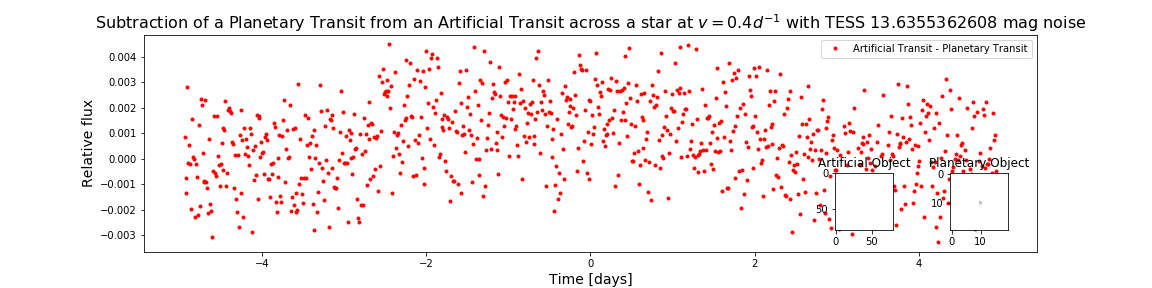 Subtraction of a Planetary Transit from an Artificial Transit across a star at v = 0.4d⁻¹ with TESS 13.6355362608 mag noise
Artificial Transit - Planetary Transit
Relative flux
0.004
0.003
0.002
0.001
0.000
−0.001
−0.002
−0.003
Artificial Object
0
50
0 50
Planetary Object
0
10
0 10
−4 −2 0 2 4
Time [days]